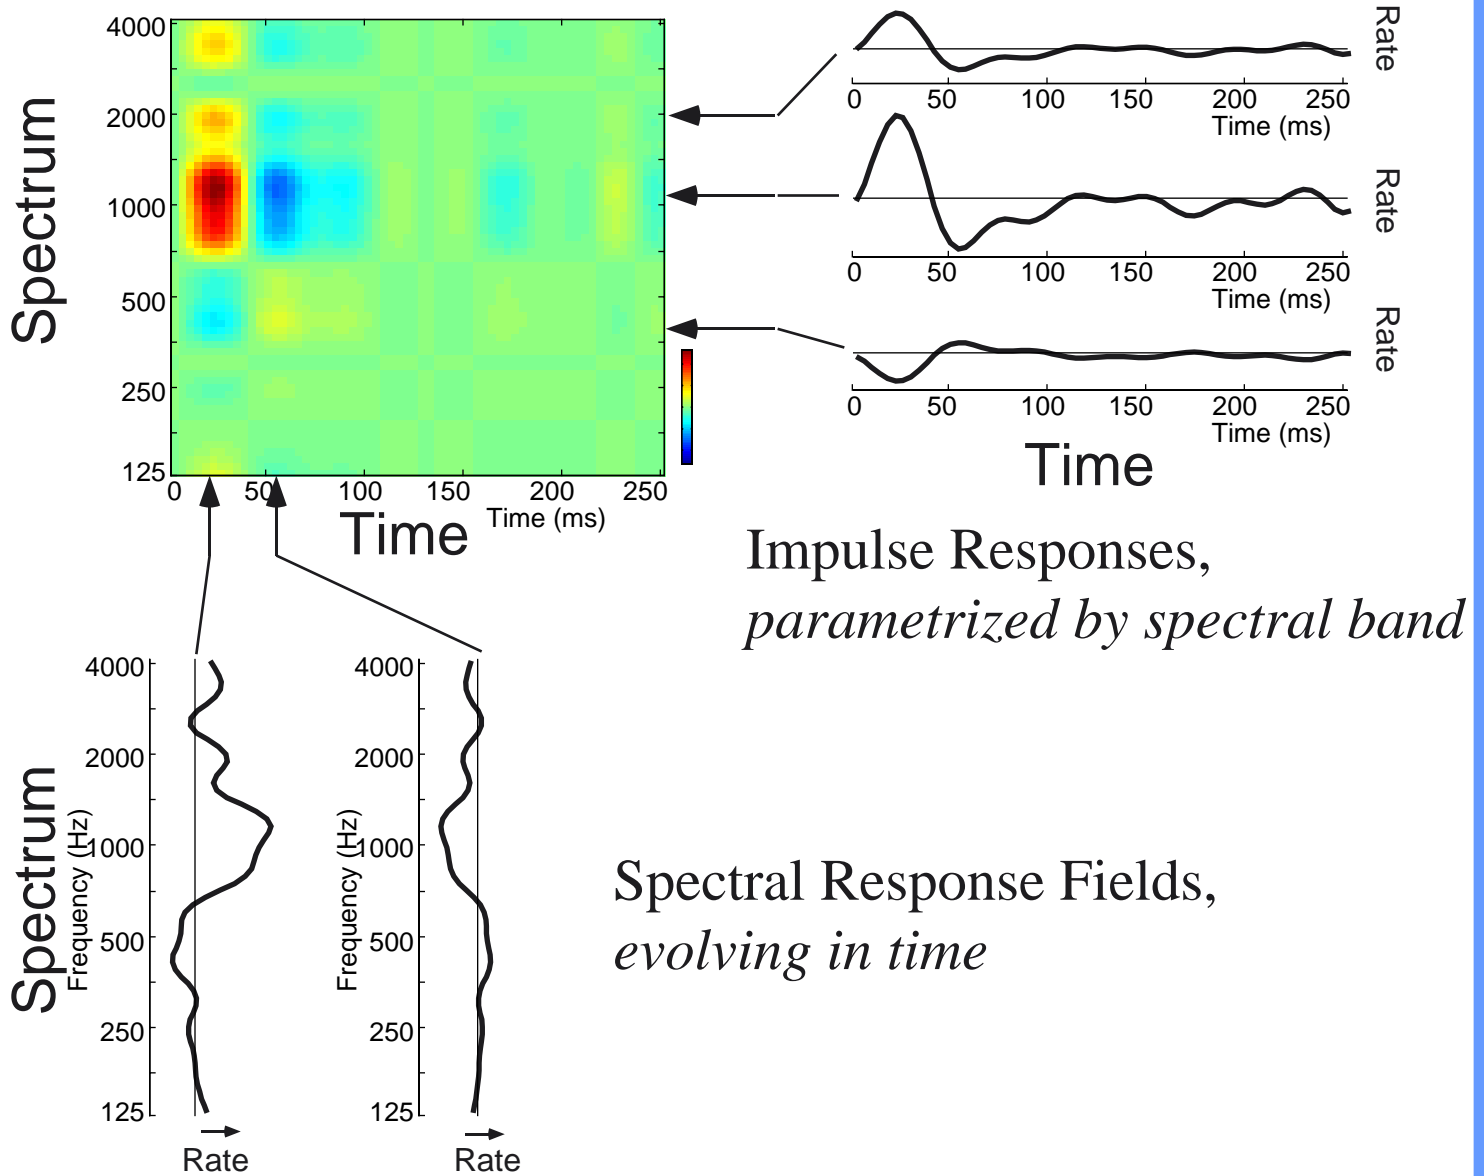 Spectrum
4000
2000
1000
500
250
125
0 50 100 150 200 250
Time Time (ms)
Rate
0 50 100 150 200 250
Time (ms)
Rate
0 50 100 150 200 250
Time (ms)
Rate
0 50 100 150 200 250
Time (ms)
Time
Impulse Responses,
parametrized by spectral band
Spectrum
Frequency (Hz)
4000
2000
1000
500
250
125
Rate
Frequency (Hz)
4000
2000
1000
500
250
125
Rate
Spectral Response Fields,
evolving in time